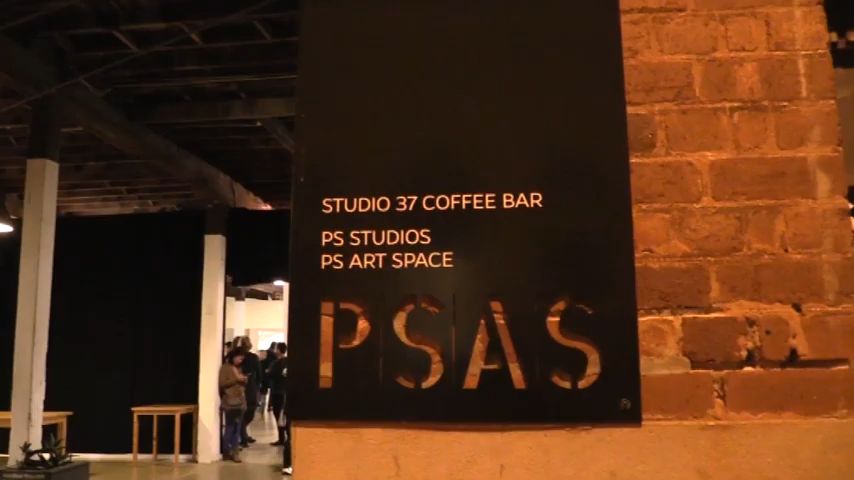 STUDIO 37 COFFEE BAR
PS STUDIOS
PS ART SPACE
PSAS